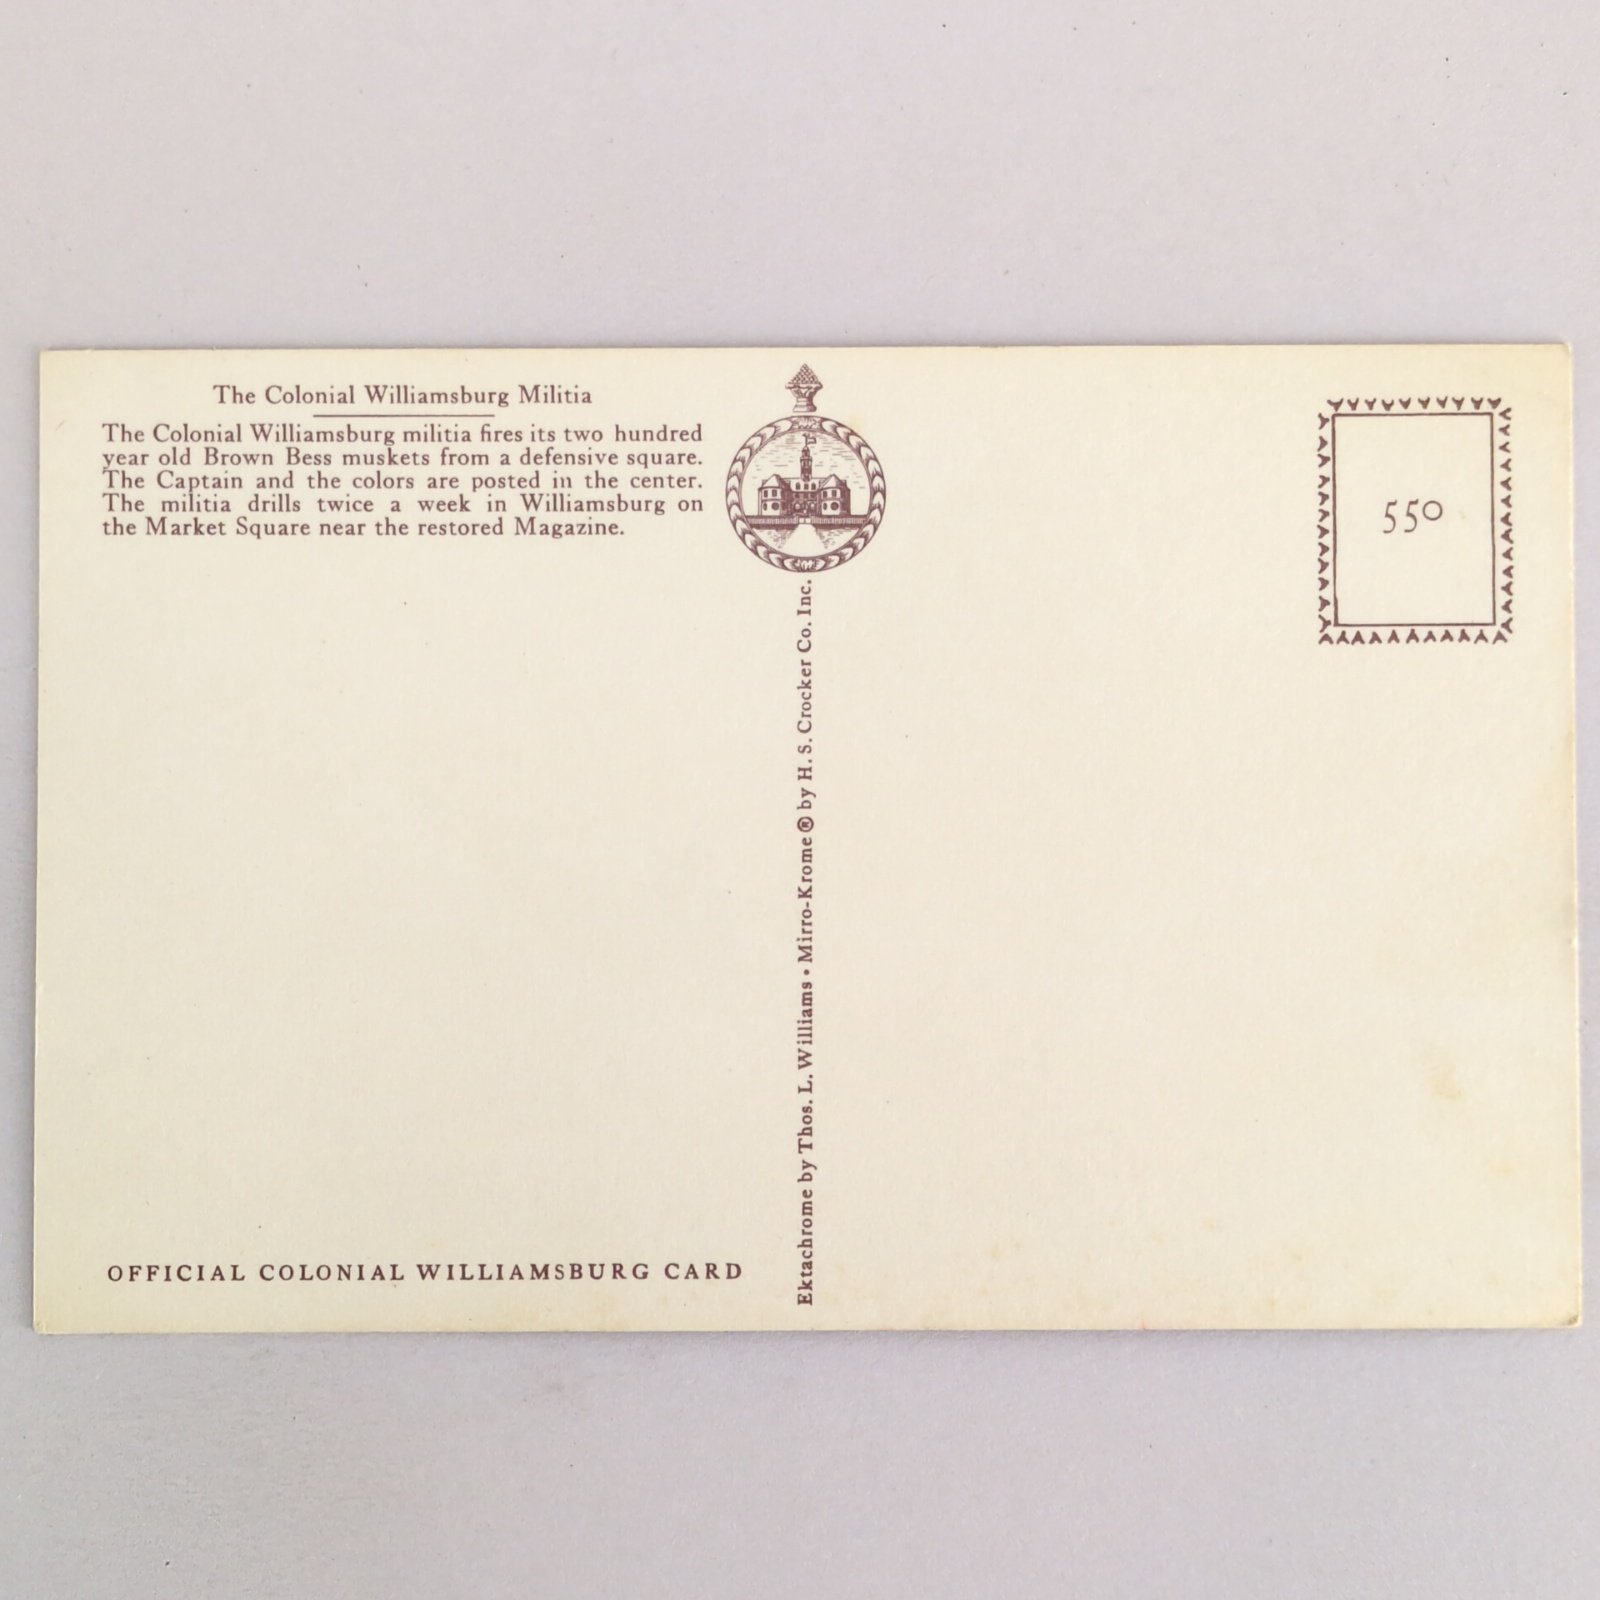 The Colonial Williamsburg Militia
The Colonial Williamsburg militia fires its two hundred
year old Brown Bess muskets from a defensive square.
The Captain and the colors are posted in the center.
The militia drills twice a week in Williamsburg on
the Market Square near the restored Magazine.
OFFICIAL COLONIAL WILLIAMSBURG CARD
Ektachrome by Thos. L. Williams • Mirro-Krome® by H. S. Crocker Co. Inc.
550